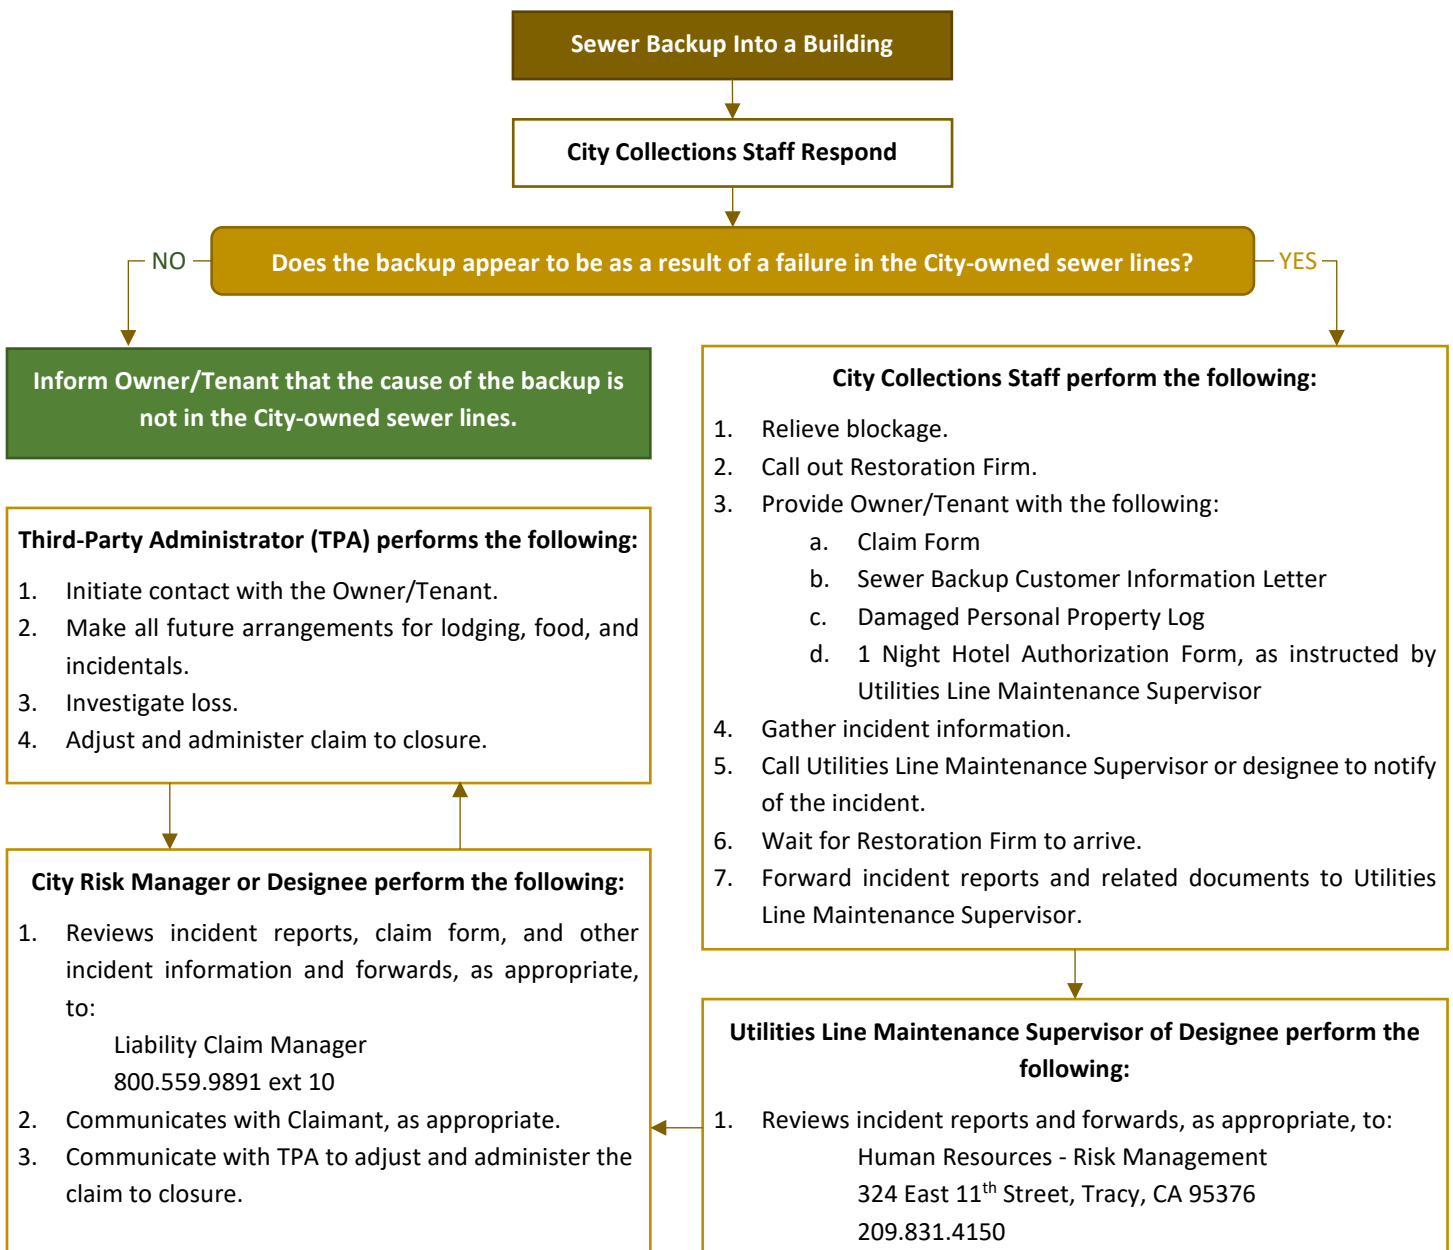 Sewer Backup Into a Building
City Collections Staff Respond
Does the backup appear to be as a result of a failure in the City-owned sewer lines?
NO
YES
Inform Owner/Tenant that the cause of the backup is
not in the City-owned sewer lines.
City Collections Staff perform the following:
1. Relieve blockage.
2. Call out Restoration Firm.
3. Provide Owner/Tenant with the following:
a. Claim Form
b. Sewer Backup Customer Information Letter
c. Damaged Personal Property Log
d. 1 Night Hotel Authorization Form, as instructed by
Utilities Line Maintenance Supervisor
4. Gather incident information.
5. Call Utilities Line Maintenance Supervisor or designee to notify
of the incident.
6. Wait for Restoration Firm to arrive.
7. Forward incident reports and related documents to Utilities
Line Maintenance Supervisor.
Utilities Line Maintenance Supervisor of Designee perform the
following:
1. Reviews incident reports and forwards, as appropriate, to:
Human Resources - Risk Management
324 East 11th Street, Tracy, CA 95376
209.831.4150
City Risk Manager or Designee perform the following:
1. Reviews incident reports, claim form, and other
incident information and forwards, as appropriate,
to:
Liability Claim Manager
800.559.9891 ext 10
2. Communicates with Claimant, as appropriate.
3. Communicate with TPA to adjust and administer the
claim to closure.
Third-Party Administrator (TPA) performs the following:
1. Initiate contact with the Owner/Tenant.
2. Make all future arrangements for lodging, food, and
incidentals.
3. Investigate loss.
4. Adjust and administer claim to closure.